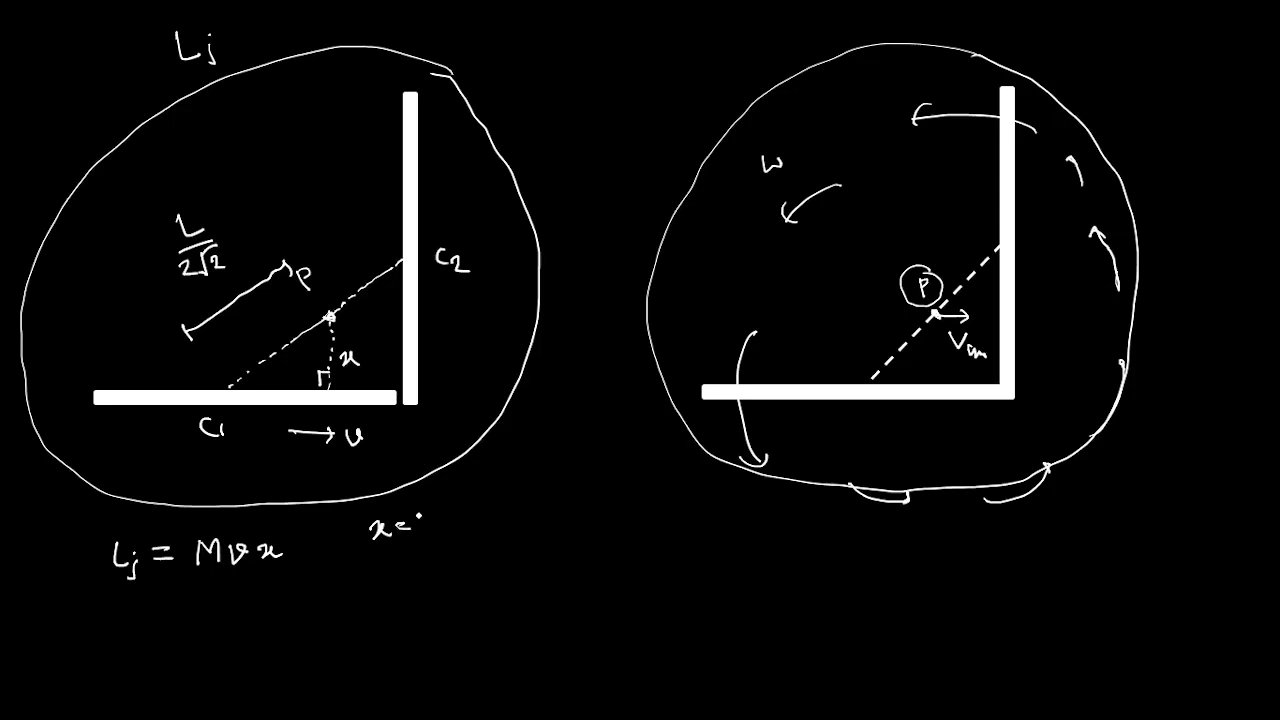 Lj
L/2√2
P
C2
x
C1
v
Lj = Mvx
x=
ω
P
Vcm